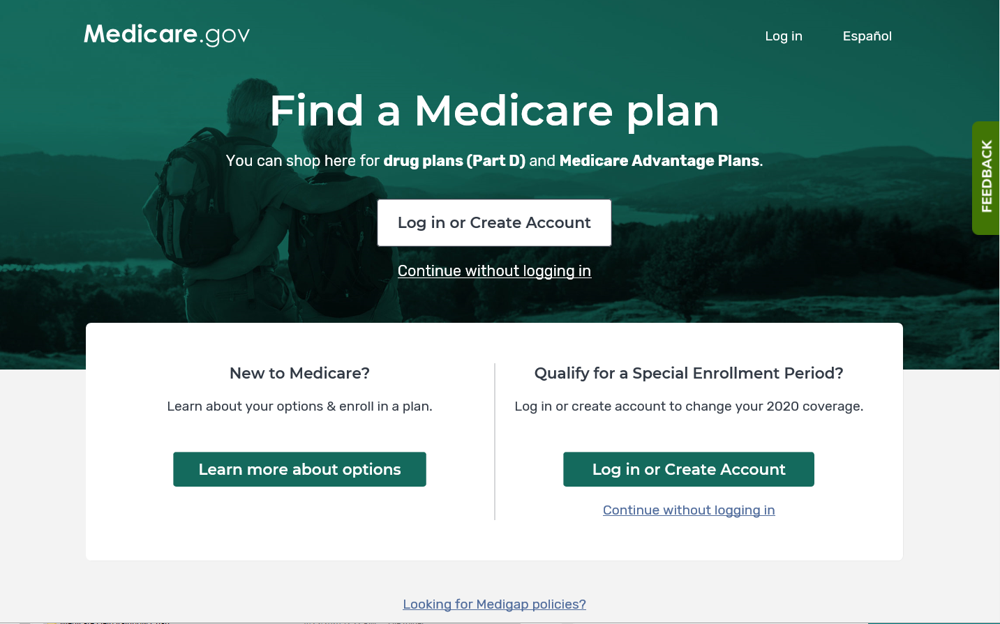 Medicare.gov
Log in
Español
Find a Medicare plan
You can shop here for drug plans (Part D) and Medicare Advantage Plans.
FEEDBACK
Log in or Create Account
Continue without logging in
New to Medicare?
Learn about your options & enroll in a plan.
Learn more about options
Qualify for a Special Enrollment Period?
Log in or create account to change your 2020 coverage.
Log in or Create Account
Continue without logging in
Looking for Medigap policies?